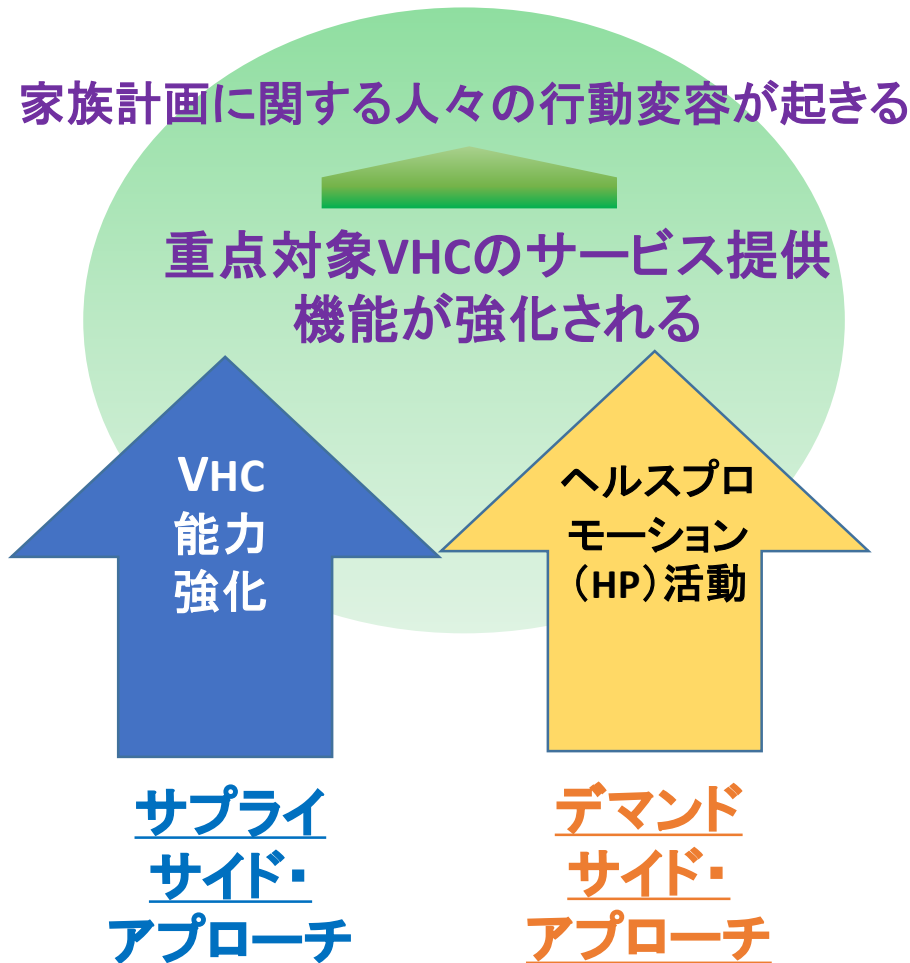 家族計画に関する人々の行動変容が起きる
重点対象VHCのサービス提供
機能が強化される
VHC
能力
強化
ヘルスプロ
モーション
（HP）活動
サプライ
サイド・
アプローチ
デマンド
サイド・
アプローチ